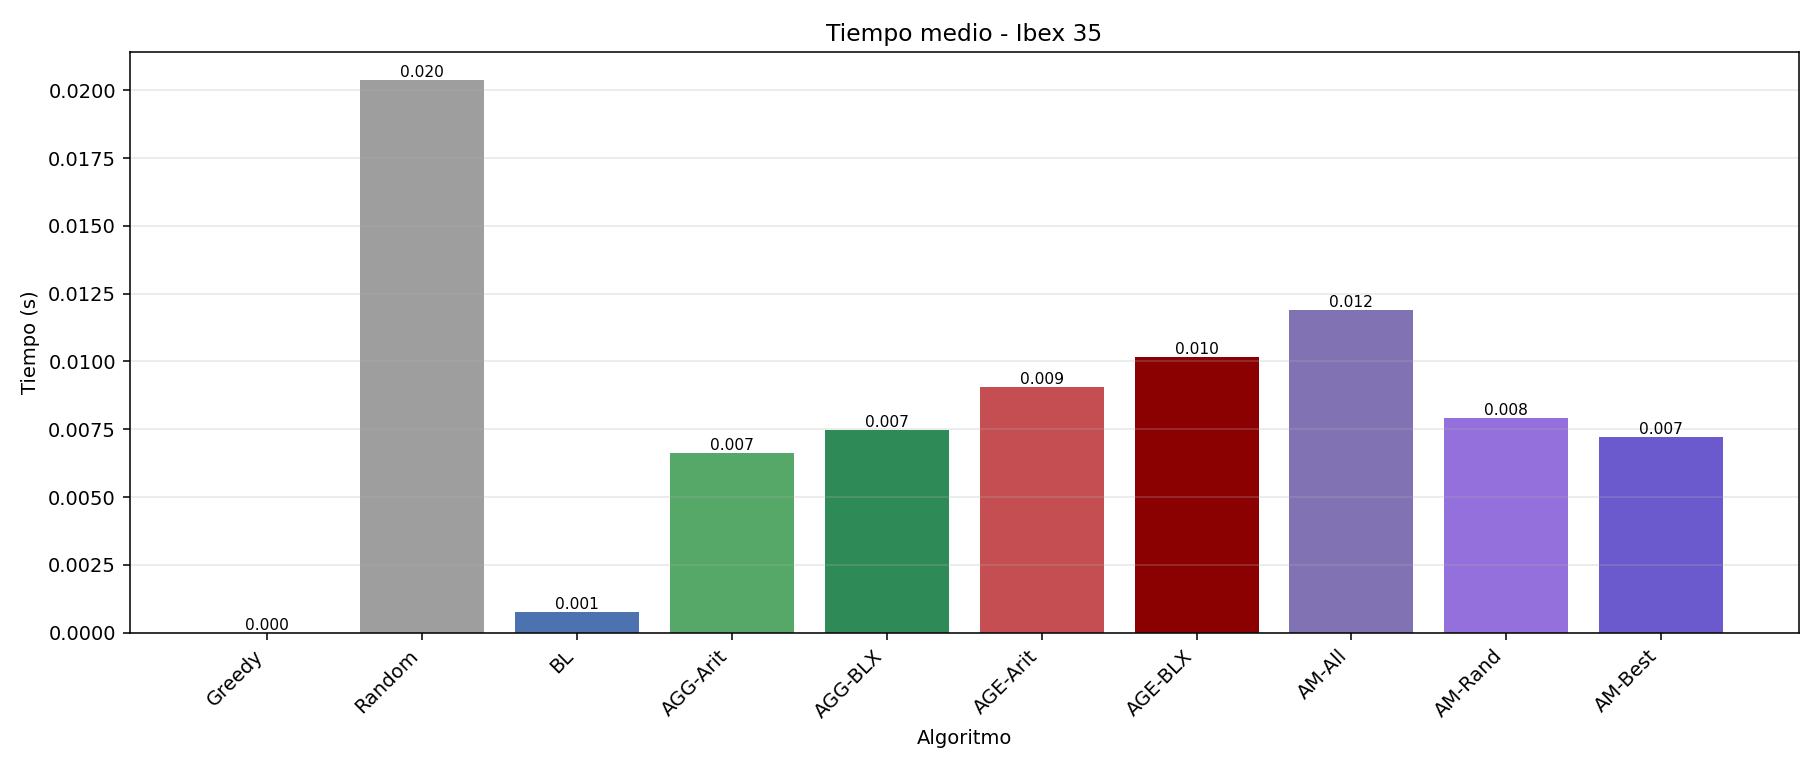 Tiempo medio - Ibex 35
Tiempo (s)
0.0200
0.0175
0.0150
0.0125
0.0100
0.0075
0.0050
0.0025
0.0000
0.000
0.020
0.001
0.007
0.007
0.009
0.010
0.012
0.008
0.007
Greedy
Random
BL
AGG-Arit
AGG-BLX
AGE-Arit
AGE-BLX
AM-All
AM-Rand
AM-Best
Algoritmo